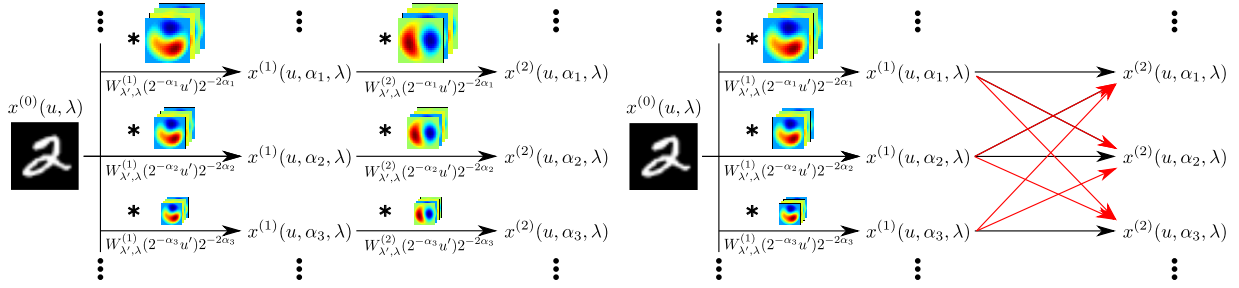 * * *
W^{(1)}_{λ′,λ}(2^{-α_1}u′)2^{-2α_1} x^{(1)}(u, α_1, λ) W^{(2)}_{λ′,λ}(2^{-α_1}u′)2^{-2α_1} x^{(2)}(u, α_1, λ) W^{(1)}_{λ′,λ}(2^{-α_1}u′)2^{-2α_1} x^{(1)}(u, α_1, λ) x^{(2)}(u, α_1, λ)
x^{(0)}(u, λ) x^{(0)}(u, λ)
* * *
W^{(1)}_{λ′,λ}(2^{-α_2}u′)2^{-2α_2} x^{(1)}(u, α_2, λ) W^{(2)}_{λ′,λ}(2^{-α_2}u′)2^{-2α_2} x^{(2)}(u, α_2, λ) W^{(1)}_{λ′,λ}(2^{-α_2}u′)2^{-2α_2} x^{(1)}(u, α_2, λ) x^{(2)}(u, α_2, λ)
* * *
W^{(1)}_{λ′,λ}(2^{-α_3}u′)2^{-2α_3} x^{(1)}(u, α_3, λ) W^{(2)}_{λ′,λ}(2^{-α_3}u′)2^{-2α_3} x^{(2)}(u, α_3, λ) W^{(1)}_{λ′,λ}(2^{-α_3}u′)2^{-2α_3} x^{(1)}(u, α_3, λ) x^{(2)}(u, α_3, λ)